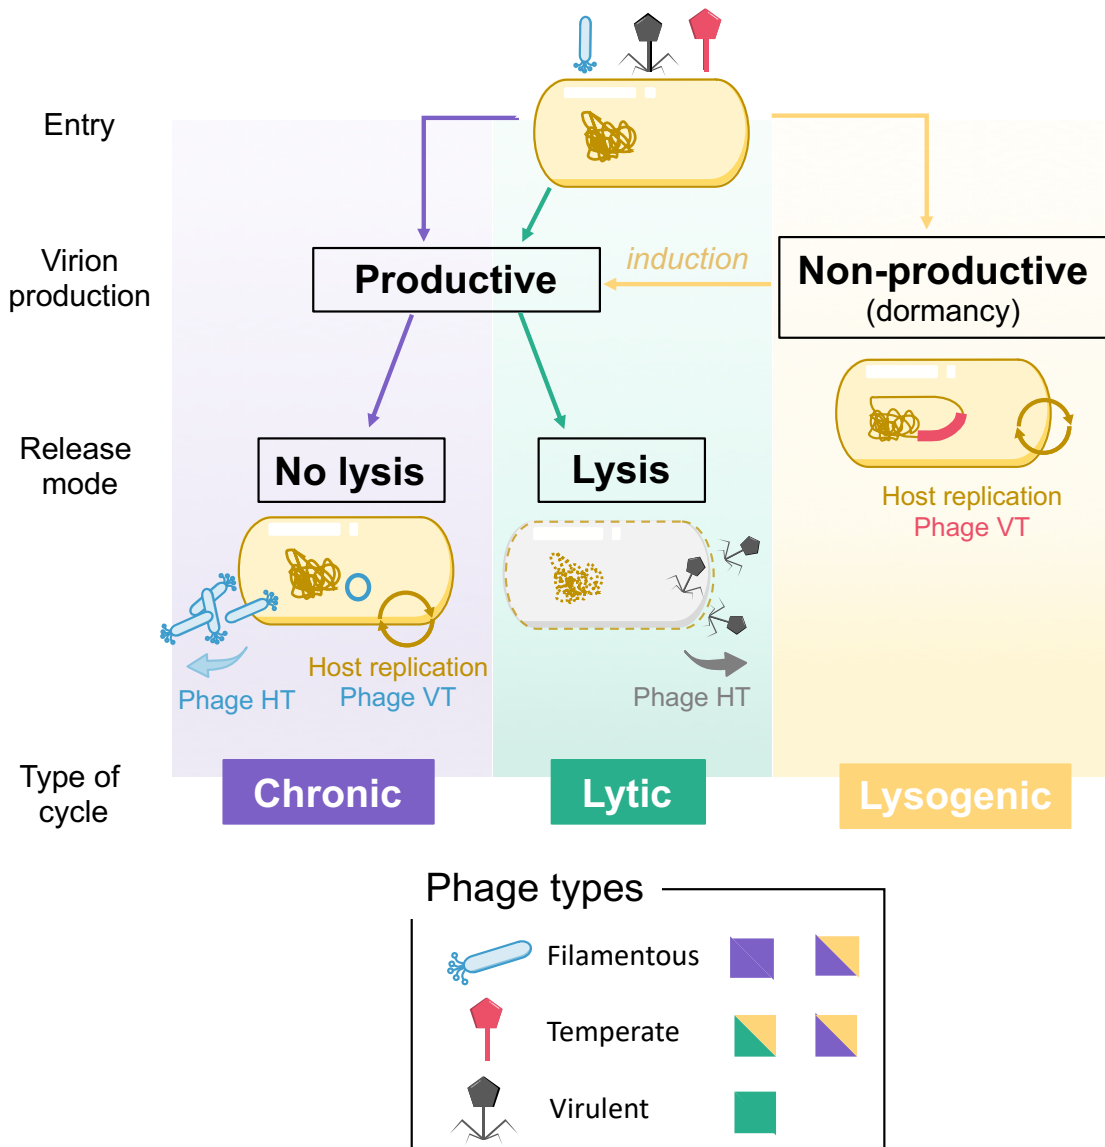 Entry
Virion
production
Productive
induction
Non-productive
(dormancy)
Release
mode
No lysis
Lysis
Host replication
Phage VT
Phage HT
Host replication
Phage VT
Phage HT
Type of
cycle
Chronic
Lytic
Lysogenic
Phage types
Filamentous
Temperate
Virulent